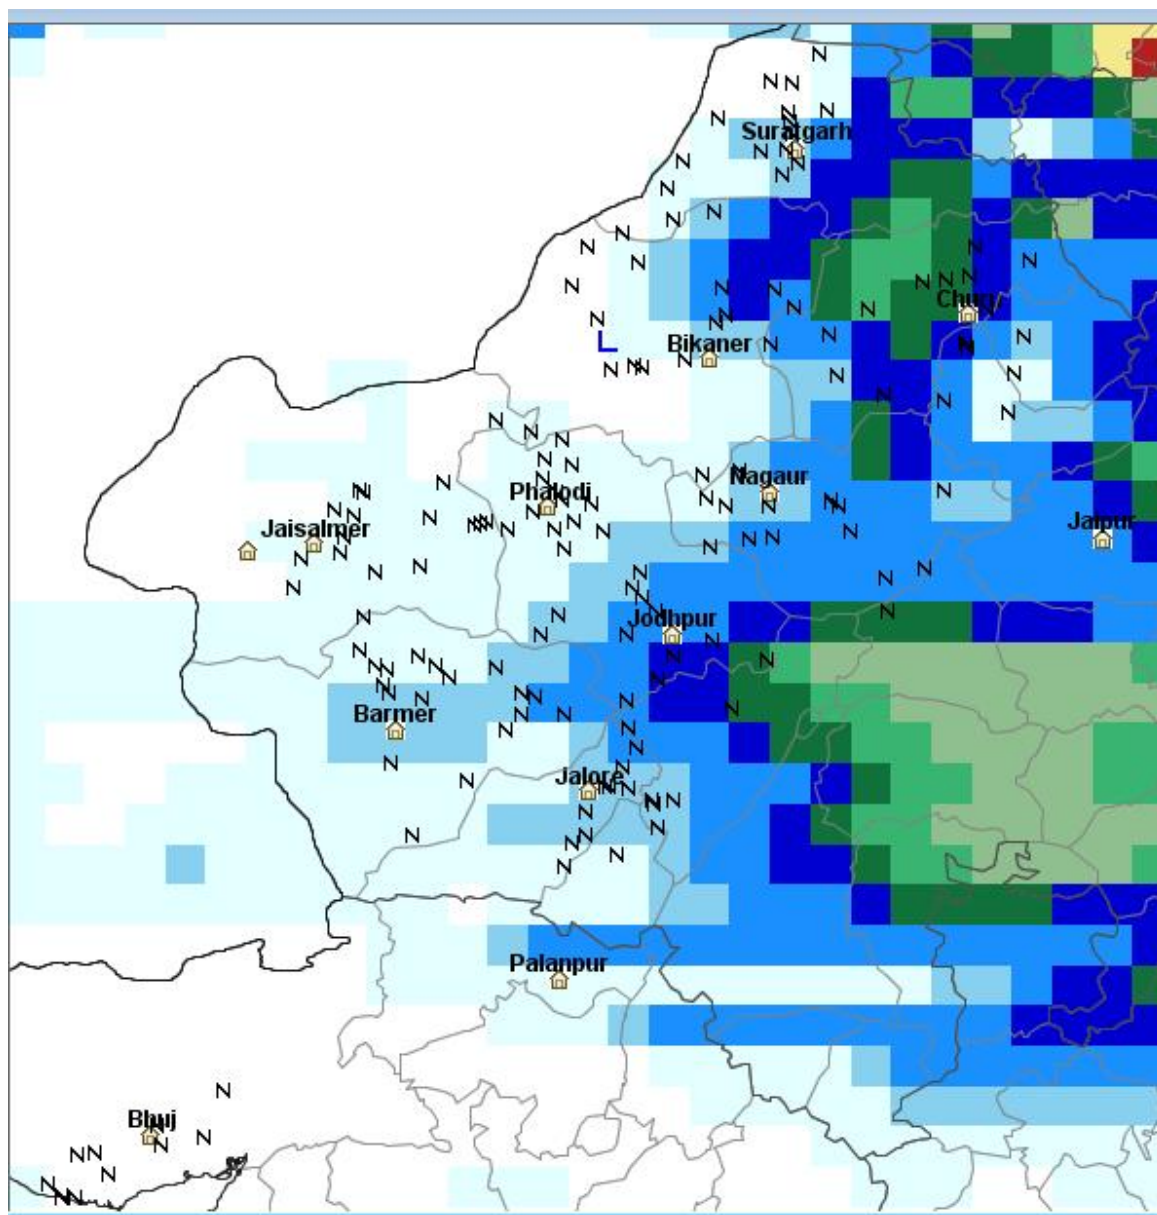 Suratgarh
Churu
L
Bikaner
Nagaur
Phalodi
Jaisalmer
Jaipur
Jodhpur
Barmer
Jalore
Palanpur
Bhuj